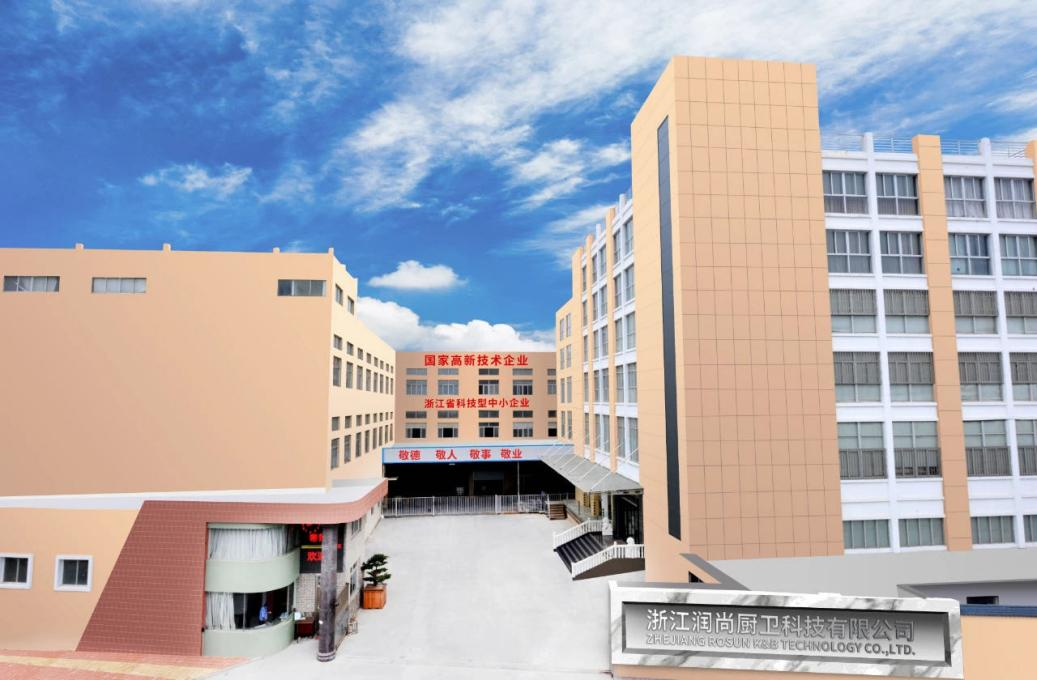 国家高新技术企业
浙江省科技型中小企业
敬德 敬人 敬事 敬业
浙江润尚厨卫科技有限公司
ZHEJIANG ROSUN K&B TECHNOLOGY CO.,LTD.